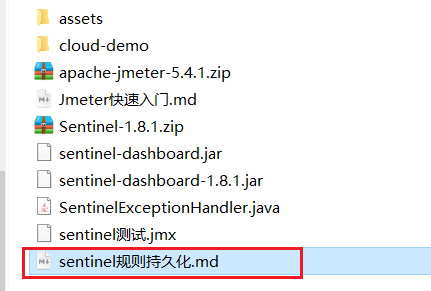 assets
cloud-demo
apache-jmeter-5.4.1.zip
Jmeter快速入门.md
Sentinel-1.8.1.zip
sentinel-dashboard.jar
sentinel-dashboard-1.8.1.jar
SentinelExceptionHandler.java
sentinel测试.jmx
sentinel规则持久化.md